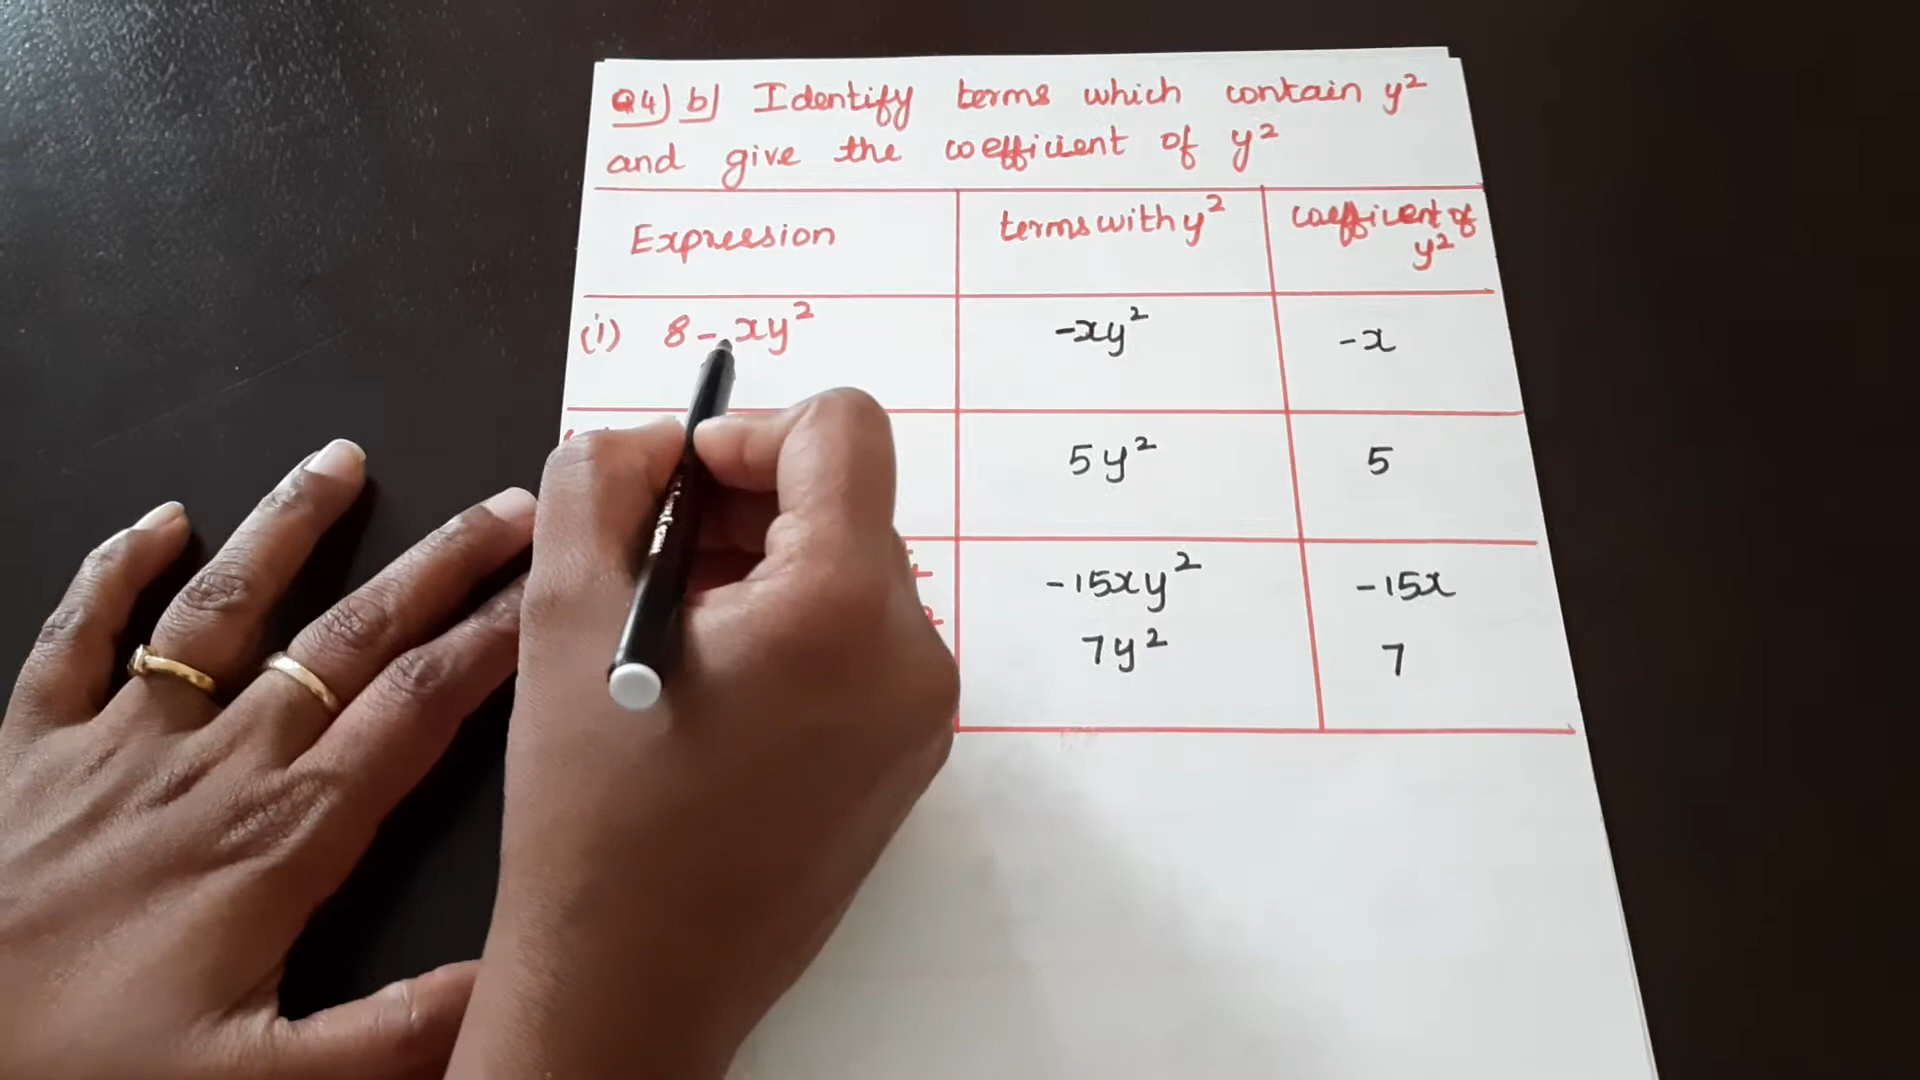 Q4) b) Identify terms which contain y²
and give the coefficient of y²
Expression
terms with y²
coefficent of
y²
(i) 8 - xy²
-xy²
-x
5y²
5
-15xy²
-15x
7y²
7